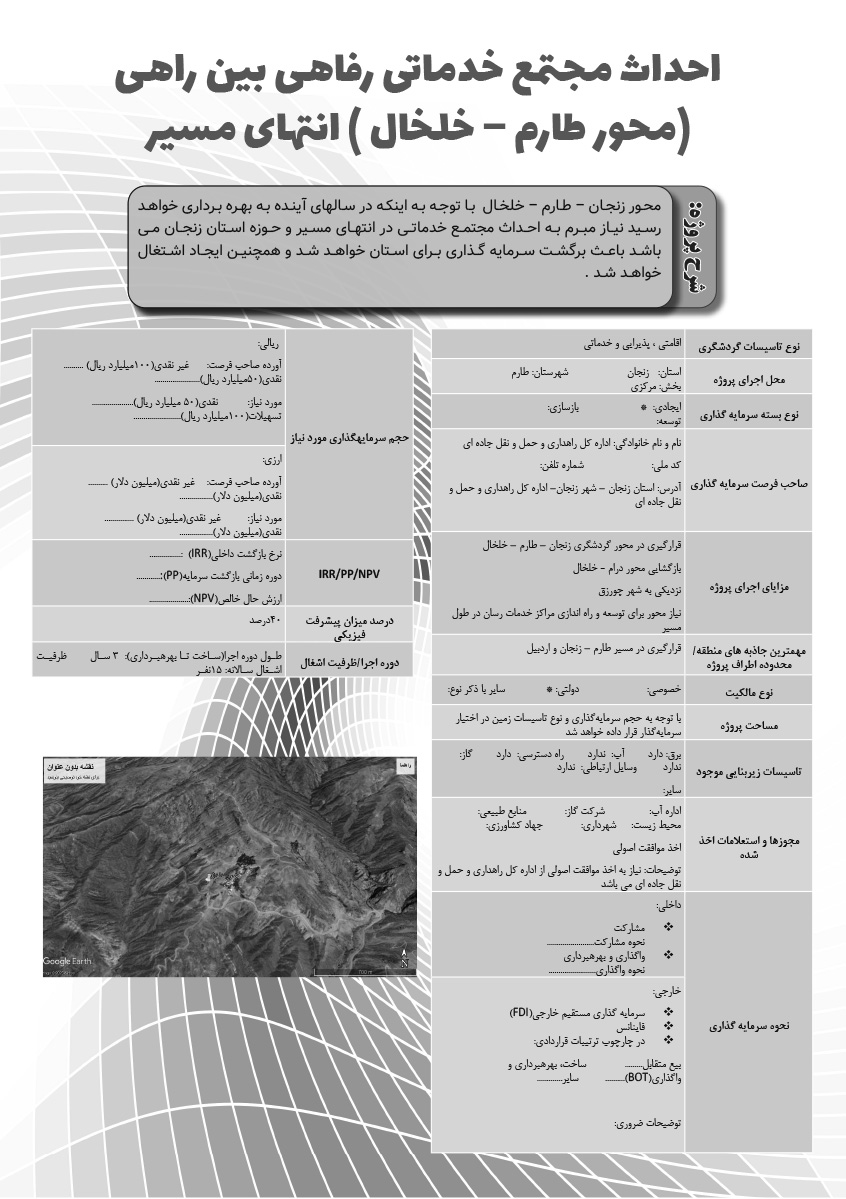 احداث مجتمع خدماتی رفاهی بین راهی
(محور طارم – خلخال ) انتهای مسیر
شرح پروژه:
محور زنجان – طارم – خلخال با توجه به اینکه در سالهای آینده به بهره برداری خواهد
رسید نیاز مبرم به احداث مجتمع خدماتی در انتهای مسیر و حوزه استان زنجان می
باشد باعث برگشت سرمایه گذاری برای استان خواهد شد و همچنین ایجاد اشتغال
خواهد شد .
نوع تاسیسات گردشگری
اقامتی ، پذیرایی و خدماتی
محل اجرای پروژه
استان: زنجان شهرستان: طارم
بخش: مرکزی
نوع بسته سرمایه گذاری
ایجادی: * بازسازی:
توسعه:
صاحب فرصت سرمایه گذاری
نام و نام خانوادگی: اداره کل راهداری و حمل و نقل جاده ای
کد ملی: شماره تلفن:
آدرس: استان زنجان – شهر زنجان– اداره کل راهداری و حمل و
نقل جاده ای
مزایای اجرای پروژه
قرارگیری در محور گردشگری زنجان – طارم – خلخال
بازگشایی محور درام – خلخال
نزدیکی به شهر چورزق
نیاز محور برای توسعه و راه اندازی مراکز خدمات رسان در طول
مسیر
مهمترین جاذبه های منطقه/
محدوده اطراف پروژه
قرارگیری در مسیر طارم – زنجان و اردبیل
نوع مالکیت
خصوصی: دولتی: * سایر با ذکر نوع:
مساحت پروژه
با توجه به حجم سرمایه‌گذاری و نوع تاسیسات زمین در اختیار
سرمایه‌گذار قرار داده خواهد شد
تاسیسات زیربنایی موجود
برق: دارد آب: ندارد راه دسترسی: دارد گاز:
ندارد وسایل ارتباطی: ندارد
سایر:
مجوزها و استعلامات اخذ
شده
اداره آب: شرکت گاز: منابع طبیعی:
محیط زیست: شهرداری: جهاد کشاورزی:
اخذ موافقت اصولی
توضیحات: نیاز به اخذ موافقت اصولی از اداره کل راهداری و حمل و
نقل جاده ای می باشد
نحوه سرمایه گذاری
داخلی:
❖ مشارکت
نحوه مشارکت......................
❖ واگذاری و بهره‌برداری
نحوه واگذاری......................
خارجی:
❖ سرمایه گذاری مستقیم خارجی(FDI)
❖ فاینانس
❖ در چارچوب ترتیبات قراردادی:
بیع متقابل......... ساخت، بهره‌برداری و
واگذاری(BOT)......... سایر............
توضیحات ضروری:
حجم سرمایه‌گذاری مورد نیاز
ریالی:
آورده صاحب فرصت: غیر نقدی(۱۰۰میلیارد ریال) ..........
نقدی(۵۰میلیارد ریال)......................
مورد نیاز: نقدی(۵۰ میلیارد ریال)....................
تسهیلات(۱۰۰میلیارد ریال)......................
ارزی:
آورده صاحب فرصت: غیر نقدی(میلیون دلار) ..........
نقدی(میلیون دلار)................
مورد نیاز: غیر نقدی(میلیون دلار) ..............
نقدی(میلیون دلار)................
IRR/PP/NPV
نرخ بازگشت داخلی(IRR) :...............
دوره زمانی بازگشت سرمایه(PP):............
ارزش حال خالص(NPV):....................
درصد میزان پیشرفت
فیزیکی
۴۰درصد
دوره اجرا/ظرفیت اشغال
طول دوره اجرا(ساخت تا بهره‌برداری): ۳ سال ظرفیت
اشغال سالانه: ۱۵نفر
نقشه بدون عنوان
راهنما
Google Earth
N